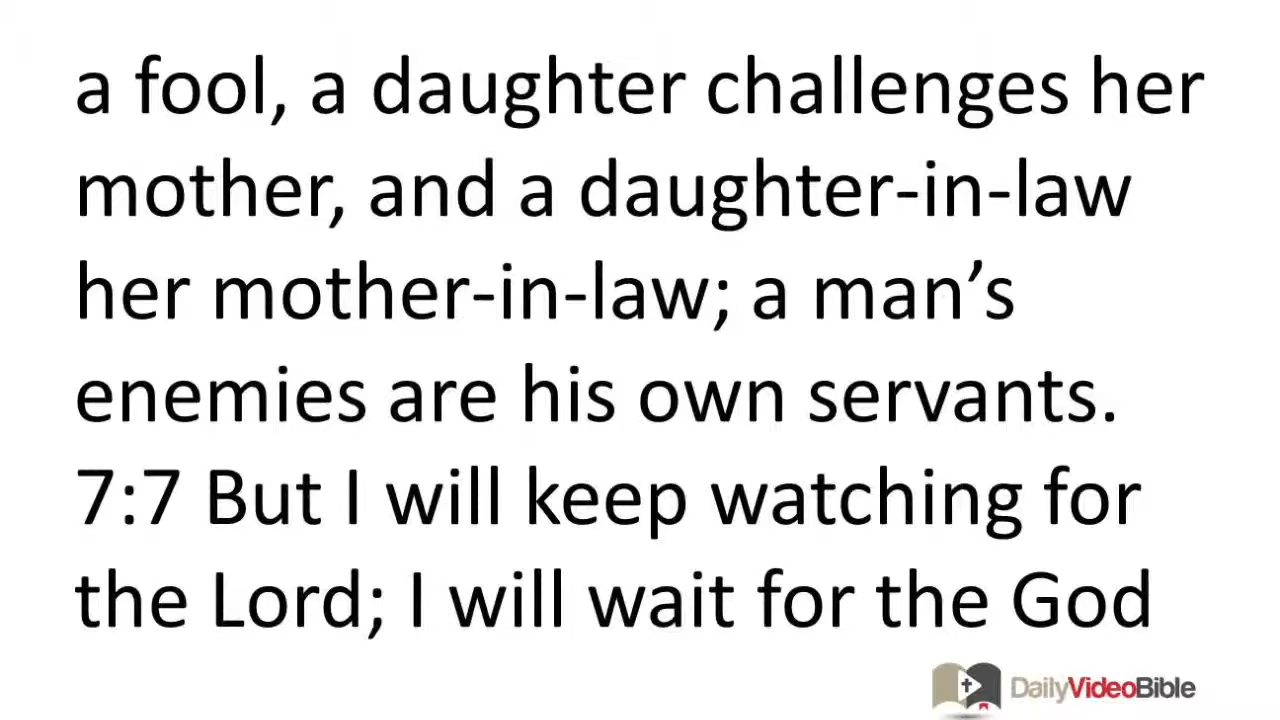 a fool, a daughter challenges her
mother, and a daughter-in-law
her mother-in-law; a man’s
enemies are his own servants.
7:7 But I will keep watching for
the Lord; I will wait for the God
DailyVideoBible